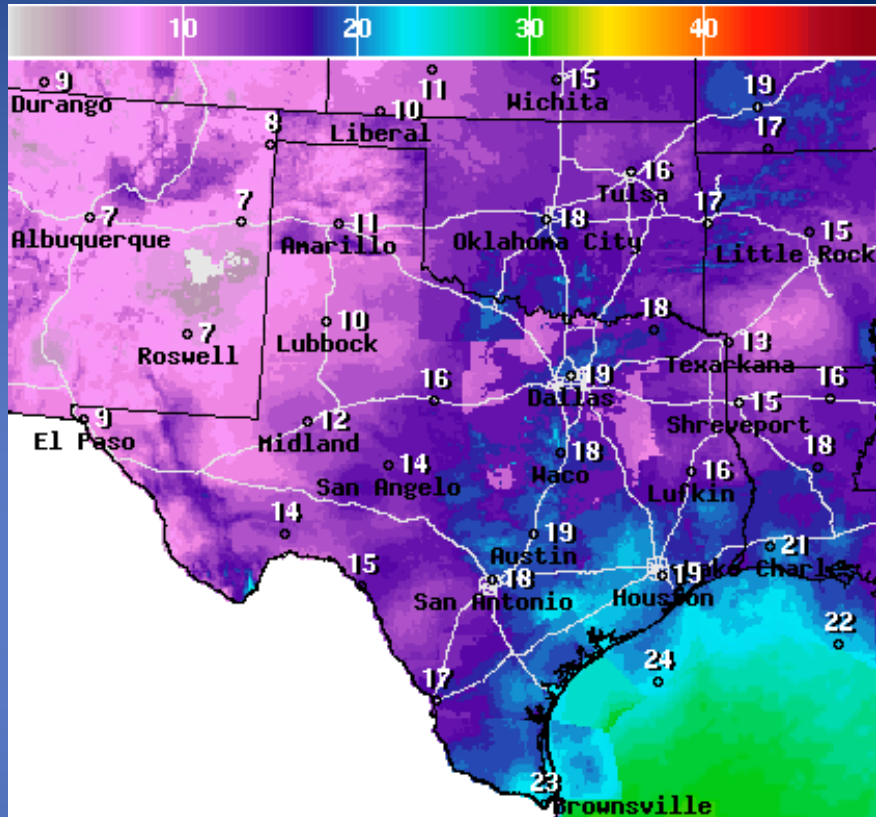 10 20 30 40
9
Durango
11
15
Wichita
19
10
Liberal
8
17
16
Tulsa
7
Albuquerque
7
11
Amarillo
18
Oklahoma City
17
15
Little Rock
7
Roswell
10
Lubbock
18
13
Texarkana
19
Dallas
16
15
Shreveport
16
9
El Paso
12
Midland
14
San Angelo
18
Waco
16
Lufkin
18
14
19
Austin
21
Lake Charles
15
18
San Antonio
19
Houston
22
24
17
23
Brownsville